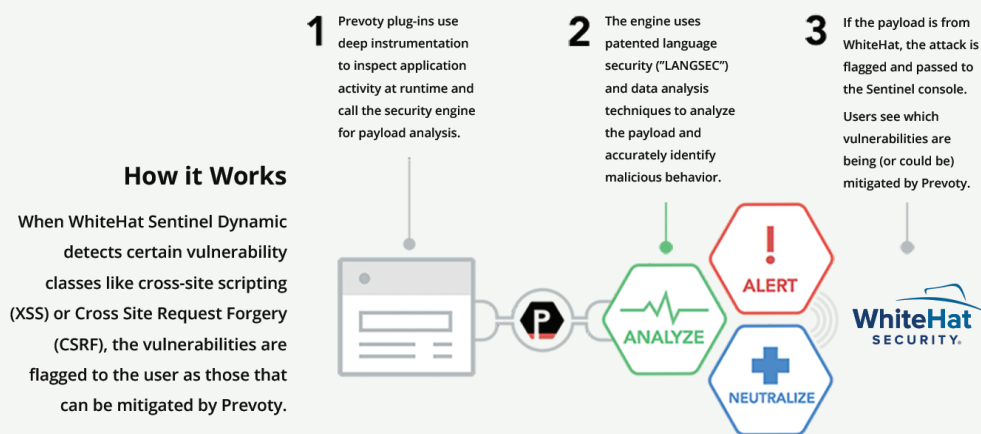 1
Prevoty plug-ins use
deep instrumentation
to inspect application
activity at runtime and
call the security engine
for payload analysis.
2
The engine uses
patented language
security (”LANGSEC”)
and data analysis
techniques to analyze
the payload and
accurately identify
malicious behavior.
3
If the payload is from
WhiteHat, the attack is
flagged and passed to
the Sentinel console.
Users see which
vulnerabilities are
being (or could be)
mitigated by Prevoty.
How it Works
When WhiteHat Sentinel Dynamic
detects certain vulnerability
classes like cross-site scripting
(XSS) or Cross Site Request Forgery
(CSRF), the vulnerabilities are
flagged to the user as those that
can be mitigated by Prevoty.
P
ANALYZE
ALERT
NEUTRALIZE
WhiteHat
SECURITY.